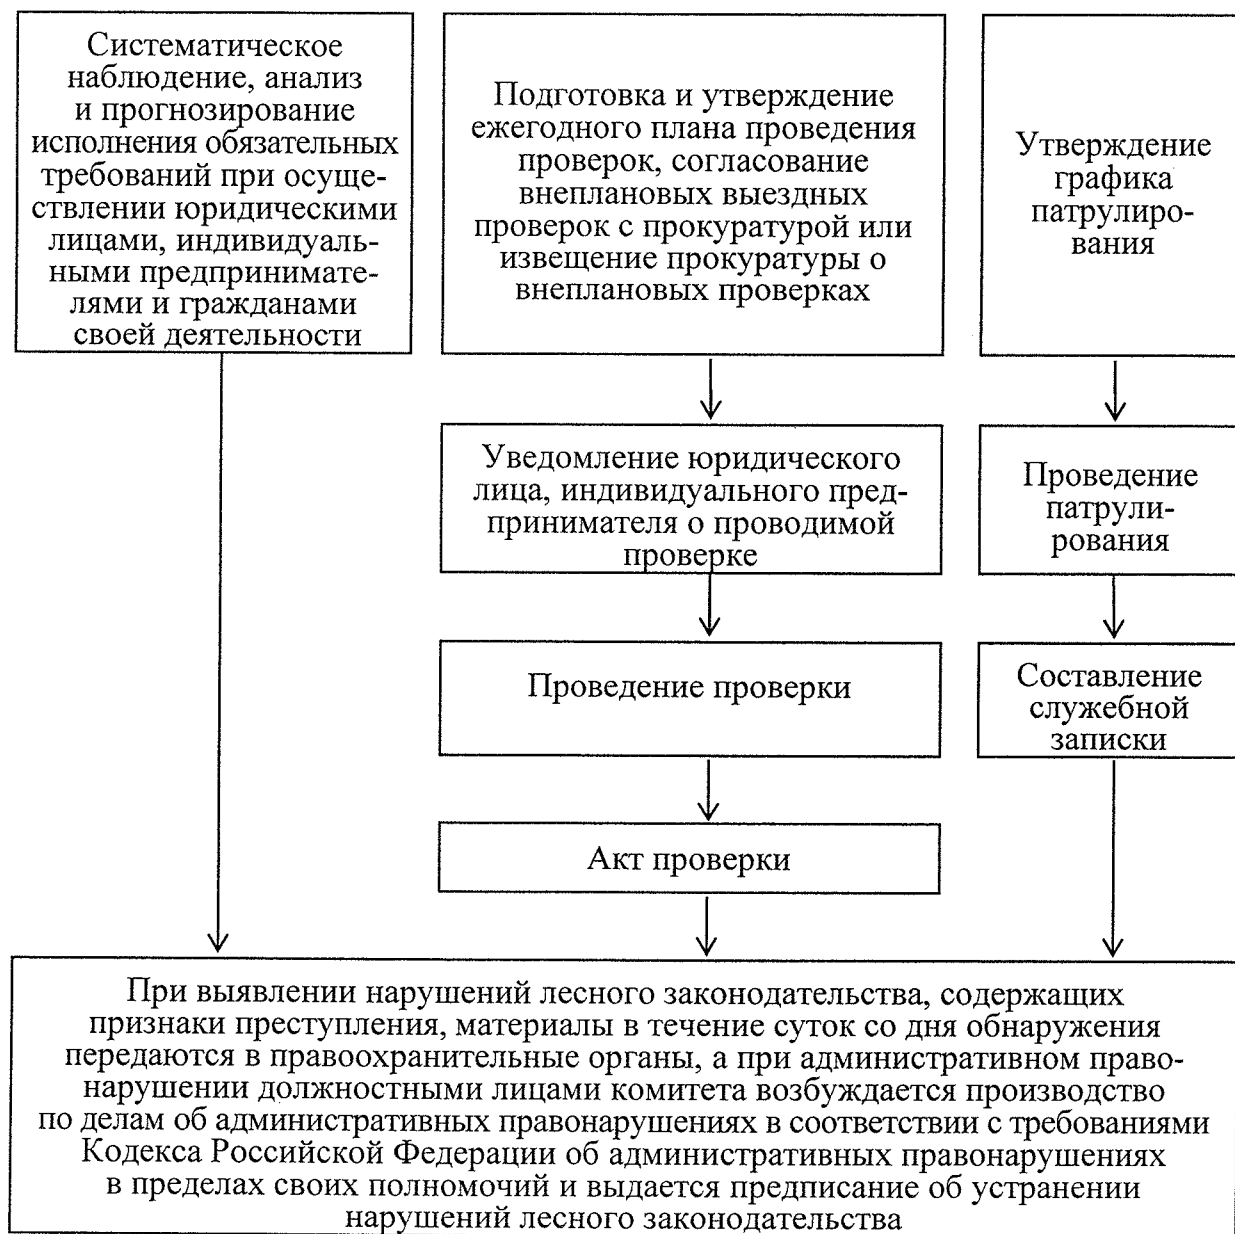 Систематическое
наблюдение, анализ
и прогнозирование
исполнения обязательных
требований при осуще-
ствлении юридическими
лицами, индивидуаль-
ными предпринимате-
лями и гражданами
своей деятельности
Подготовка и утверждение
ежегодного плана проведения
проверок, согласование
внеплановых выездных
проверок с прокуратурой или
извещение прокуратуры о
внеплановых проверках
Утверждение
графика
патрулиро-
вания
Уведомление юридического
лица, индивидуального пред-
принимателя о проводимой
проверке
Проведение
патрули-
рования
Проведение проверки
Составление
служебной
записки
Акт проверки
При выявлении нарушений лесного законодательства, содержащих
признаки преступления, материалы в течение суток со дня обнаружения
передаются в правоохранительные органы, а при административном право-
нарушении должностными лицами комитета возбуждается производство
по делам об административных правонарушениях в соответствии с требованиями
Кодекса Российской Федерации об административных правонарушениях
в пределах своих полномочий и выдается предписание об устранении
нарушений лесного законодательства